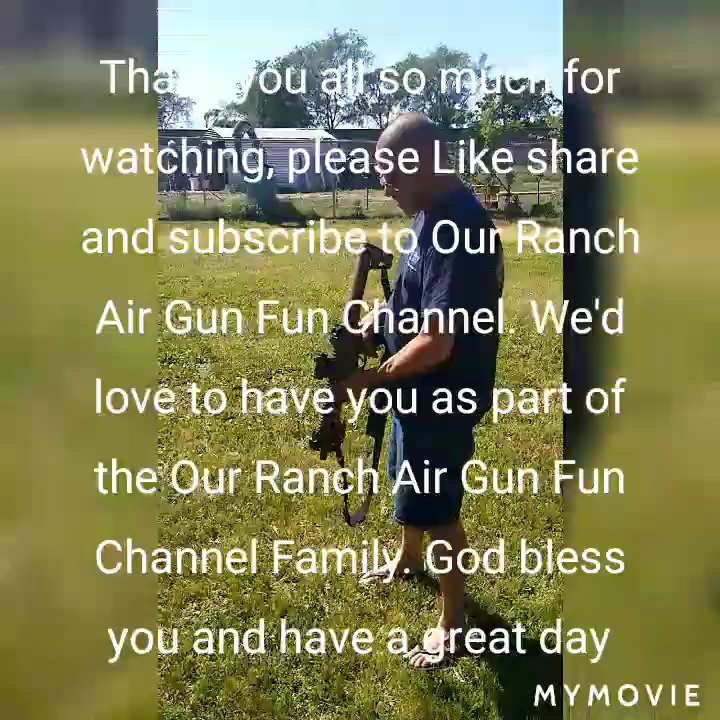 Thank you all so much for
watching, please Like share
and subscribe to Our Ranch
Air Gun Fun Channel. We'd
love to have you as part of
the Our Ranch Air Gun Fun
Channel Family. God bless
you and have a great day
MYMOVIE